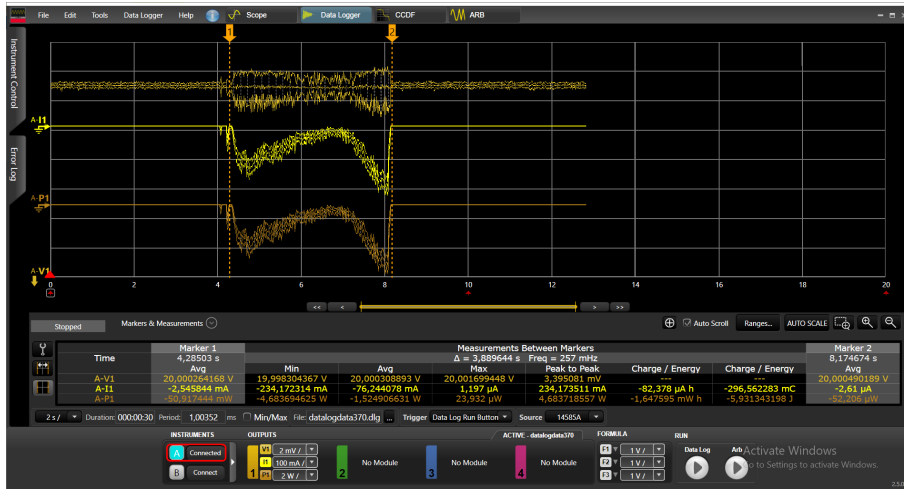 File Edit Tools Data Logger Help Scope Data Logger CCDF ARB
Instrument Control
Error Log
1 2
A-I1
A-P1
A-V1
0 2 4 6 8 10 12 14 16 18 20
<< < > >>
Stopped Markers & Measurements Auto Scroll Ranges... AUTO SCALE
Marker 1 Measurements Between Markers Marker 2
Time 4,28503 s Δ = 3,889644 s Freq = 257 mHz 8,174674 s
Avg Min Avg Max Peak to Peak Charge / Energy Charge / Energy Avg
A-V1 20,000264168 V 19,998304367 V 20,000308893 V 20,001699448 V 3,395081 mV --- --- 20,000490189 V
A-I1 -2,545844 mA -234,172314 mA -76,244078 mA 1,197 µA 234,173511 mA -82,378 µA h -296,562283 mC -2,61 µA
A-P1 -50,917444 mW -4,683694625 W -1,524906631 W 23,932 µW 4,683718557 W -1,647595 mW h -5,931343198 J -52,206 µW
2 s / Duration: 000:00:30 Period: 1,00352 ms Min/Max File: datalogdata370.dlg ... Trigger Data Log Run Button Source 14585A
INSTRUMENTS OUTPUTS ACTIVE - datalogdata370 FORMULA RUN
A Connected
B Connect
1 V1 2 mV /
I1 100 mA /
P1 2 W /
2 No Module
3 No Module
4 No Module
F1 1 V /
F2 1 V /
F3 1 V /
Data Log Arb
Activate Windows
Go to Settings to activate Windows.
2.5.0